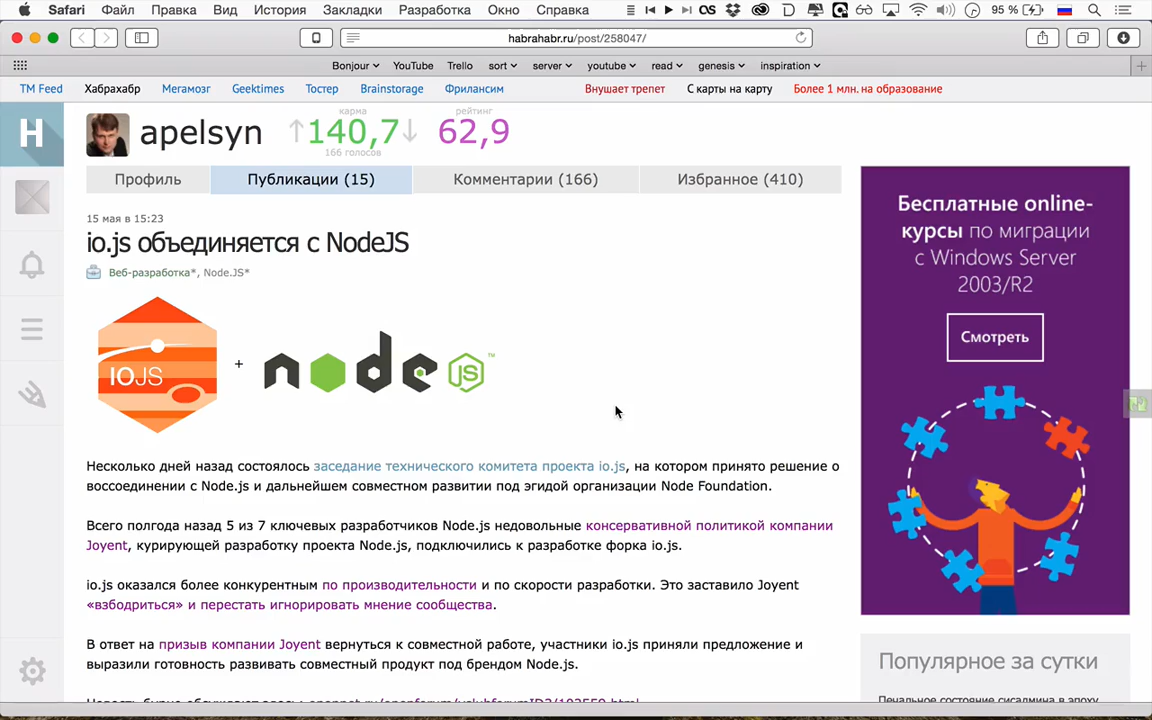 Safari Файл Правка Вид История Закладки Разработка Окно Справка 95 %
habrahabr.ru/post/258047/
Bonjour YouTube Trello sort server youtube read genesis inspiration
TM Feed Хабрахабр Мегамозг Geektimes Тостер Brainstorage Фрилансим Внушает трепет С карты на карту Более 1 млн. на образование
H
карма рейтинг
apelsyn 140,7 62,9
166 голосов
Профиль Публикации (15) Комментарии (166) Избранное (410)
15 мая в 15:23
io.js объединяется с NodeJS
Веб-разработка*, Node.JS*
IOJS + node JS ™
Несколько дней назад состоялось заседание технического комитета проекта io.js, на котором принято решение о
воссоединении с Node.js и дальнейшем совместном развитии под эгидой организации Node Foundation.
Всего полгода назад 5 из 7 ключевых разработчиков Node.js недовольные консервативной политикой компании
Joyent, курирующей разработку проекта Node.js, подключились к разработке форка io.js.
io.js оказался более конкурентным по производительности и по скорости разработки. Это заставило Joyent
«взбодриться» и перестать игнорировать мнение сообщества.
В ответ на призыв компании Joyent вернуться к совместной работе, участники io.js приняли предложение и
выразили готовность развивать совместный продукт под брендом Node.js.
Бесплатные online-
курсы по миграции
с Windows Server
2003/R2
Смотреть
Популярное за сутки
Печальное состояние сисадмина в эпоху